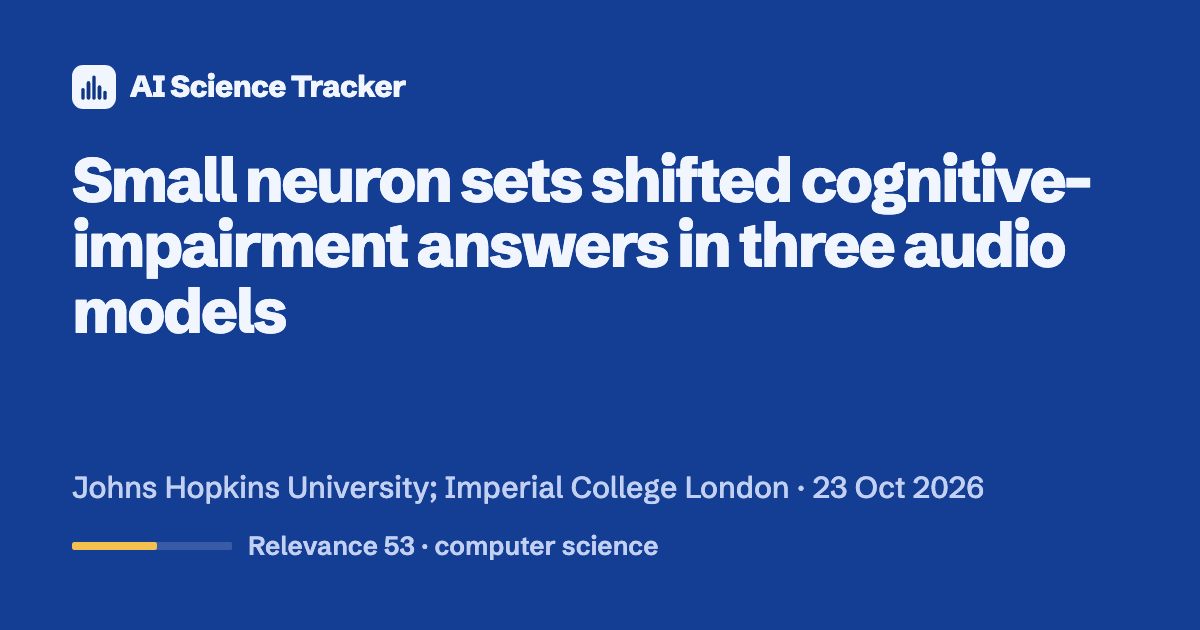 AI Science Tracker
Small neuron sets shifted cognitive-
impairment answers in three audio
models
Johns Hopkins University; Imperial College London · 23 Oct 2026
Relevance 53 · computer science